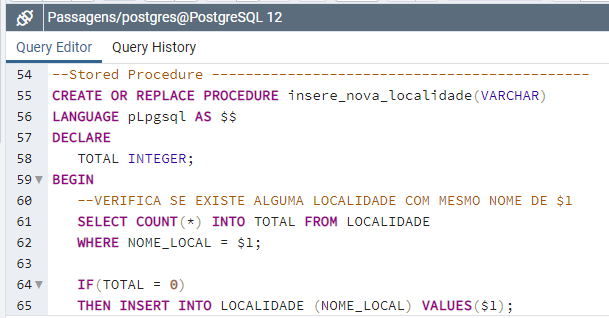 Passagens/postgres@PostgreSQL 12
Query Editor Query History
54 --Stored Procedure ---------------------------------------------
55 CREATE OR REPLACE PROCEDURE insere_nova_localidade(VARCHAR)
56 LANGUAGE pLpgsql AS $$
57 DECLARE
58 TOTAL INTEGER;
59 BEGIN
60 --VERIFICA SE EXISTE ALGUMA LOCALIDADE COM MESMO NOME DE $1
61 SELECT COUNT(*) INTO TOTAL FROM LOCALIDADE
62 WHERE NOME_LOCAL = $1;
63
64 IF(TOTAL = 0)
65 THEN INSERT INTO LOCALIDADE (NOME_LOCAL) VALUES($1);